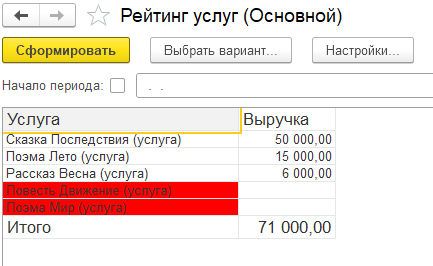 Рейтинг услуг (Основной)
Сформировать Выбрать вариант... Настройки...
Начало периода: . .
Услуга Выручка
Сказка Последствия (услуга) 50 000,00
Поэма Лето (услуга) 15 000,00
Рассказ Весна (услуга) 6 000,00
Повесть Движение (услуга)
Поэма Мир (услуга)
Итого 71 000,00